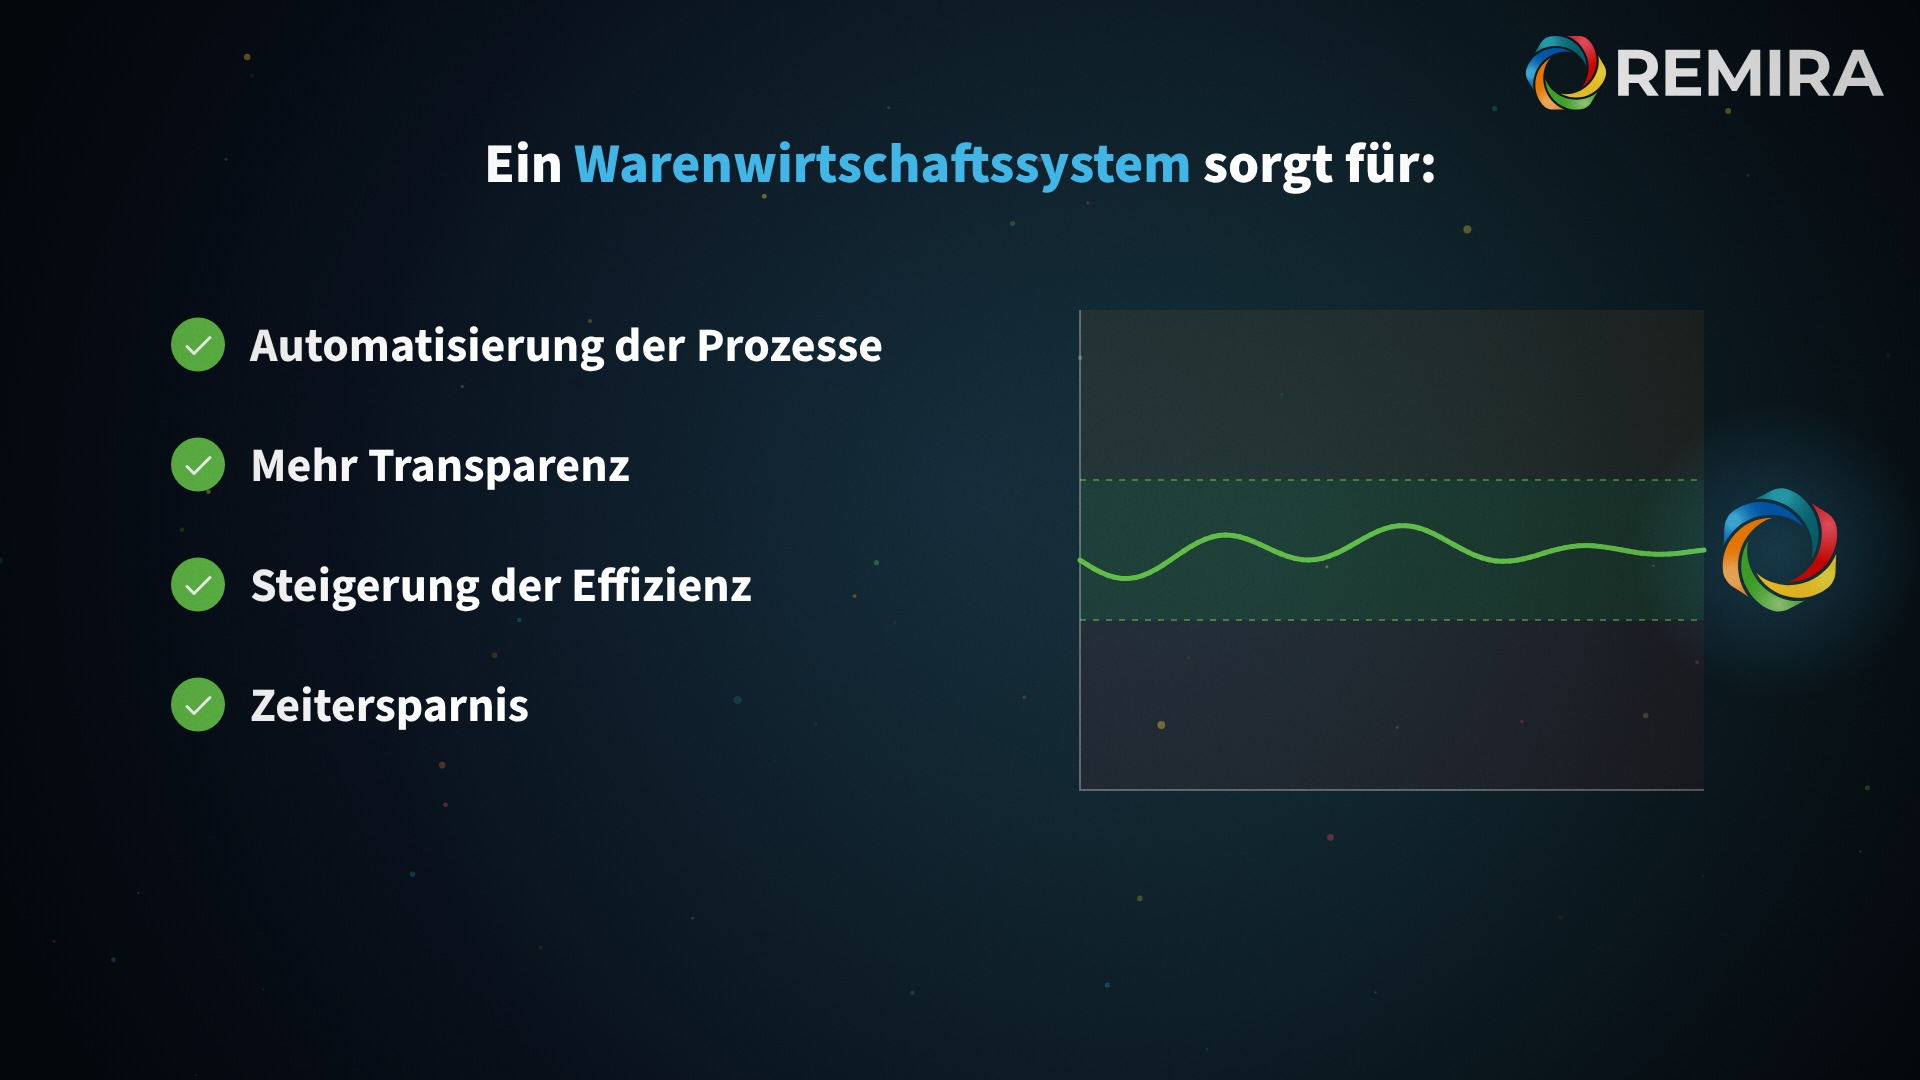 REMIRA
Ein Warenwirtschaftssystem sorgt für:
Automatisierung der Prozesse
Mehr Transparenz
Steigerung der Effizienz
Zeitersparnis